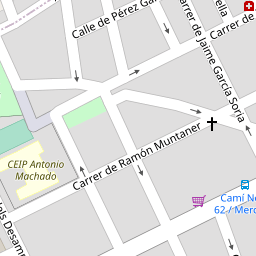 Calle de Pérez Ga
Carrer de Jaime García Soria
Carrer de
CEIP Antonio
Machado
Carrer de Ramón Muntaner
Camí N
62 / Merc